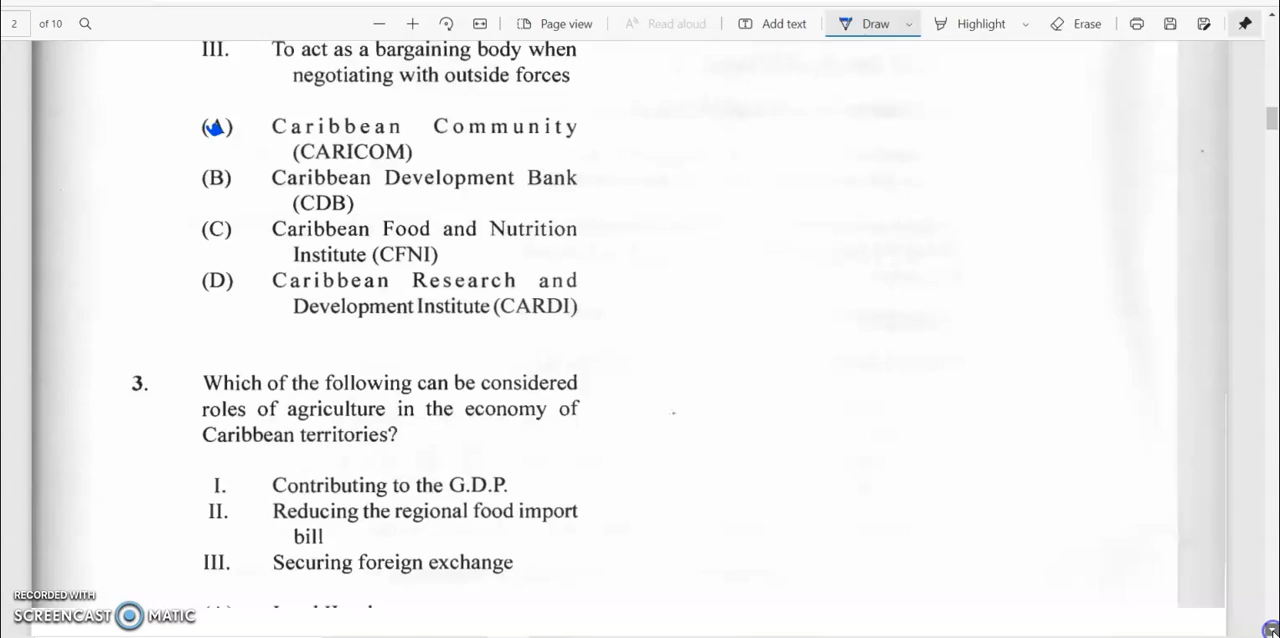 2 of 10 Page view Read aloud Add text Draw Highlight Erase
III. To act as a bargaining body when
negotiating with outside forces
(A) Caribbean Community
(CARICOM)
(B) Caribbean Development Bank
(CDB)
(C) Caribbean Food and Nutrition
Institute (CFNI)
(D) Caribbean Research and
Development Institute (CARDI)
3. Which of the following can be considered
roles of agriculture in the economy of
Caribbean territories?
I. Contributing to the G.D.P.
II. Reducing the regional food import
bill
III. Securing foreign exchange
RECORDED WITH
SCREENCAST MATIC